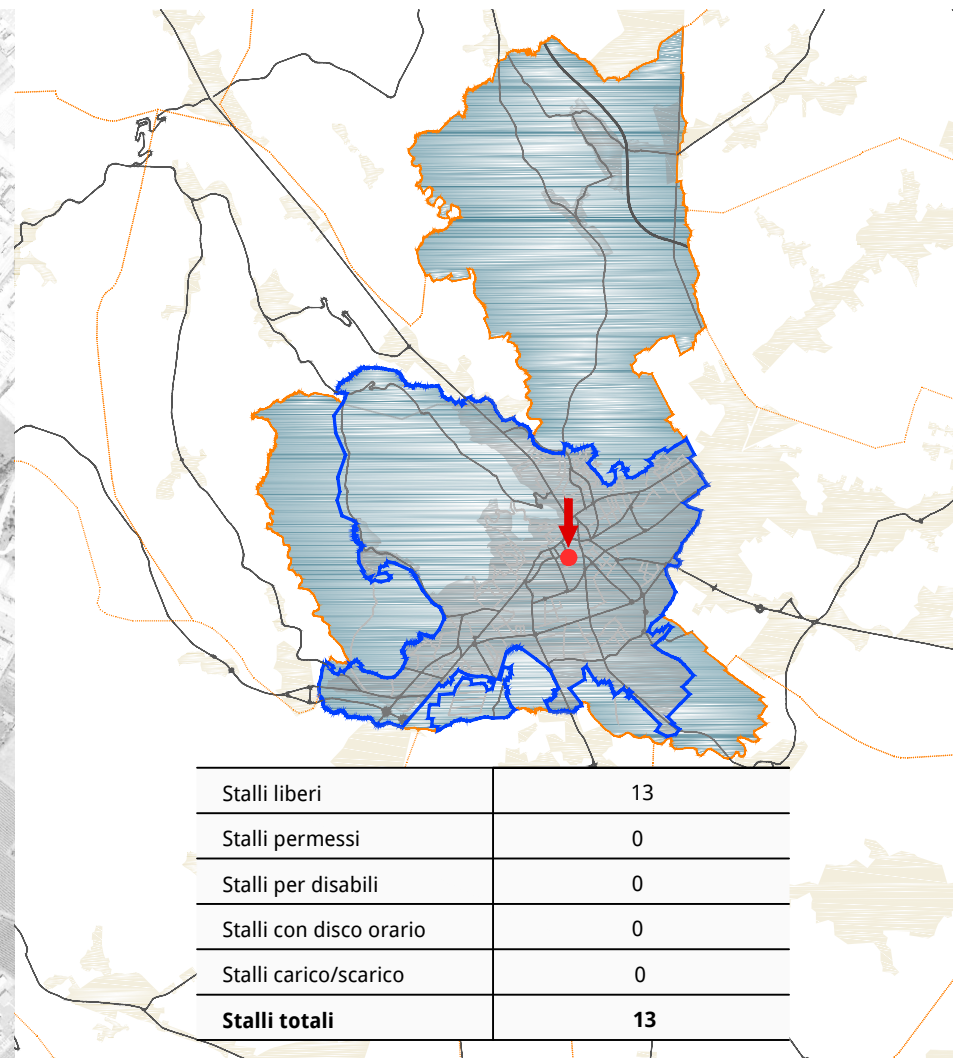 Stalli liberi 13
Stalli permessi 0
Stalli per disabili 0
Stalli con disco orario 0
Stalli carico/scarico 0
Stalli totali 13